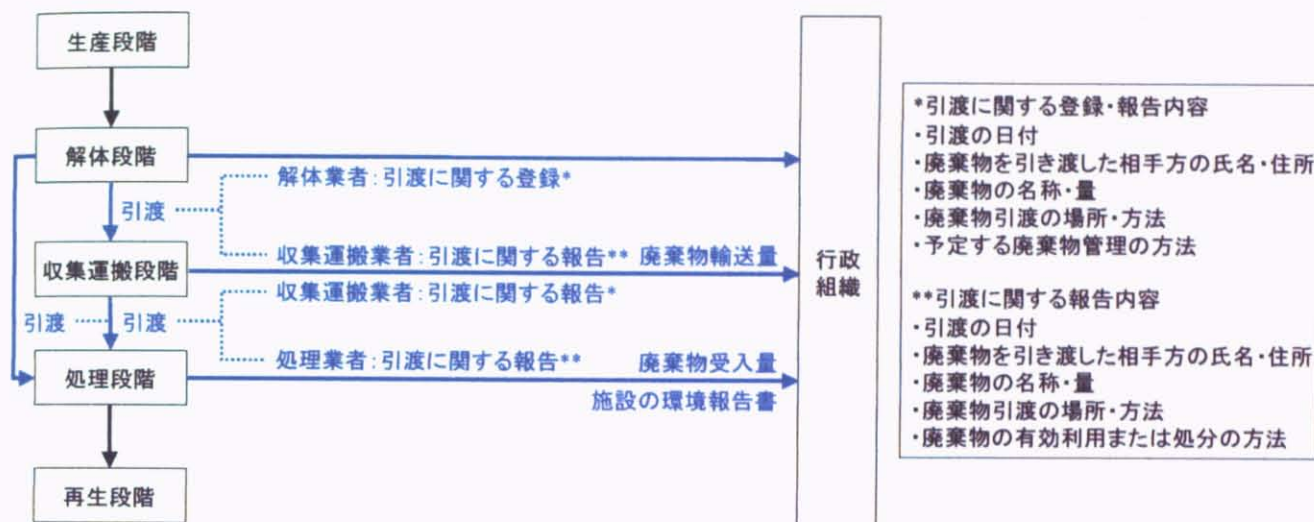 生産段階
解体段階
解体業者:引渡に関する登録*
引渡
収集運搬業者:引渡に関する報告** 廃棄物輸送量
収集運搬段階
収集運搬業者:引渡に関する報告*
引渡
引渡
処理業者:引渡に関する報告** 廃棄物受入量
処理段階
施設の環境報告書
再生段階
行政
組織
*引渡に関する登録・報告内容
・引渡の日付
・廃棄物を引き渡した相手方の氏名・住所
・廃棄物の名称・量
・廃棄物引渡の場所・方法
・予定する廃棄物管理の方法
**引渡に関する報告内容
・引渡の日付
・廃棄物を引き渡した相手方の氏名・住所
・廃棄物の名称・量
・廃棄物引渡の場所・方法
・廃棄物の有効利用または処分の方法